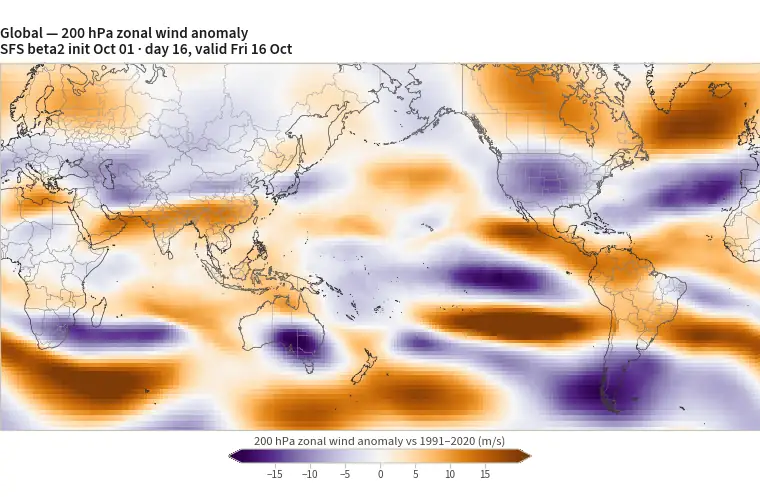 Global — 200 hPa zonal wind anomaly
SFS beta2 init Oct 01 · day 16, valid Fri 16 Oct
200 hPa zonal wind anomaly vs 1991–2020 (m/s)
−15 −10 −5 0 5 10 15